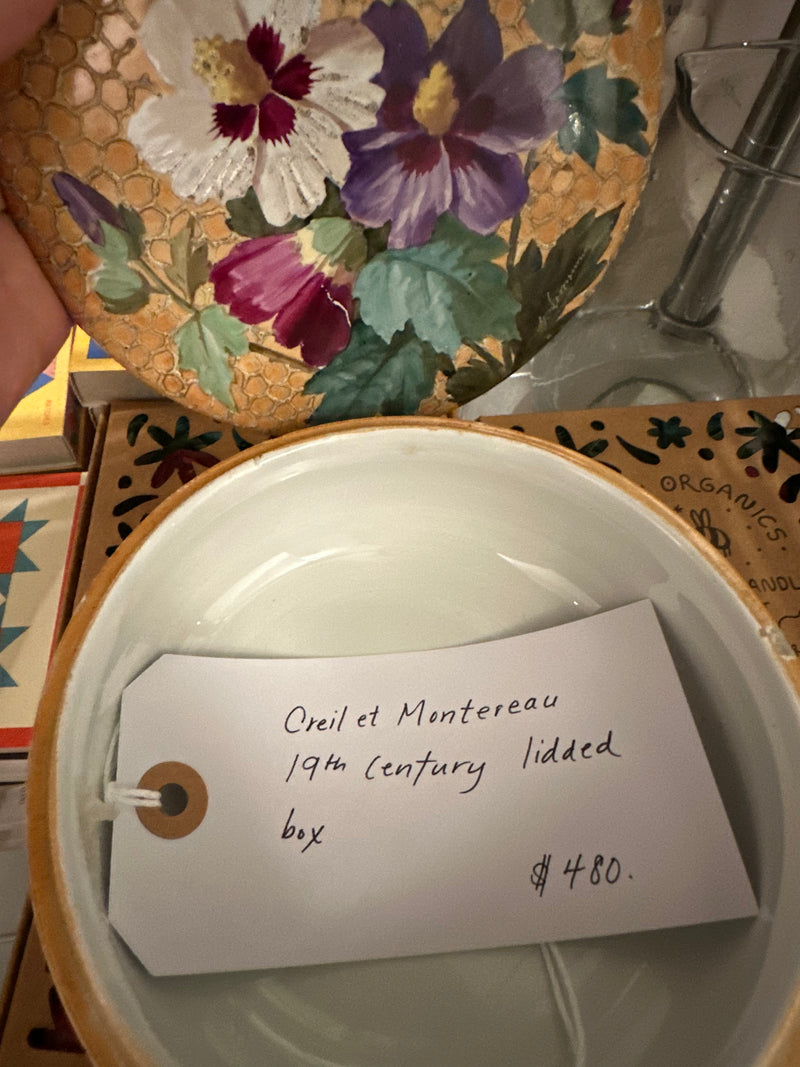 ORGANICS
Creil et Montereau
19th Century lidded
box
$480.